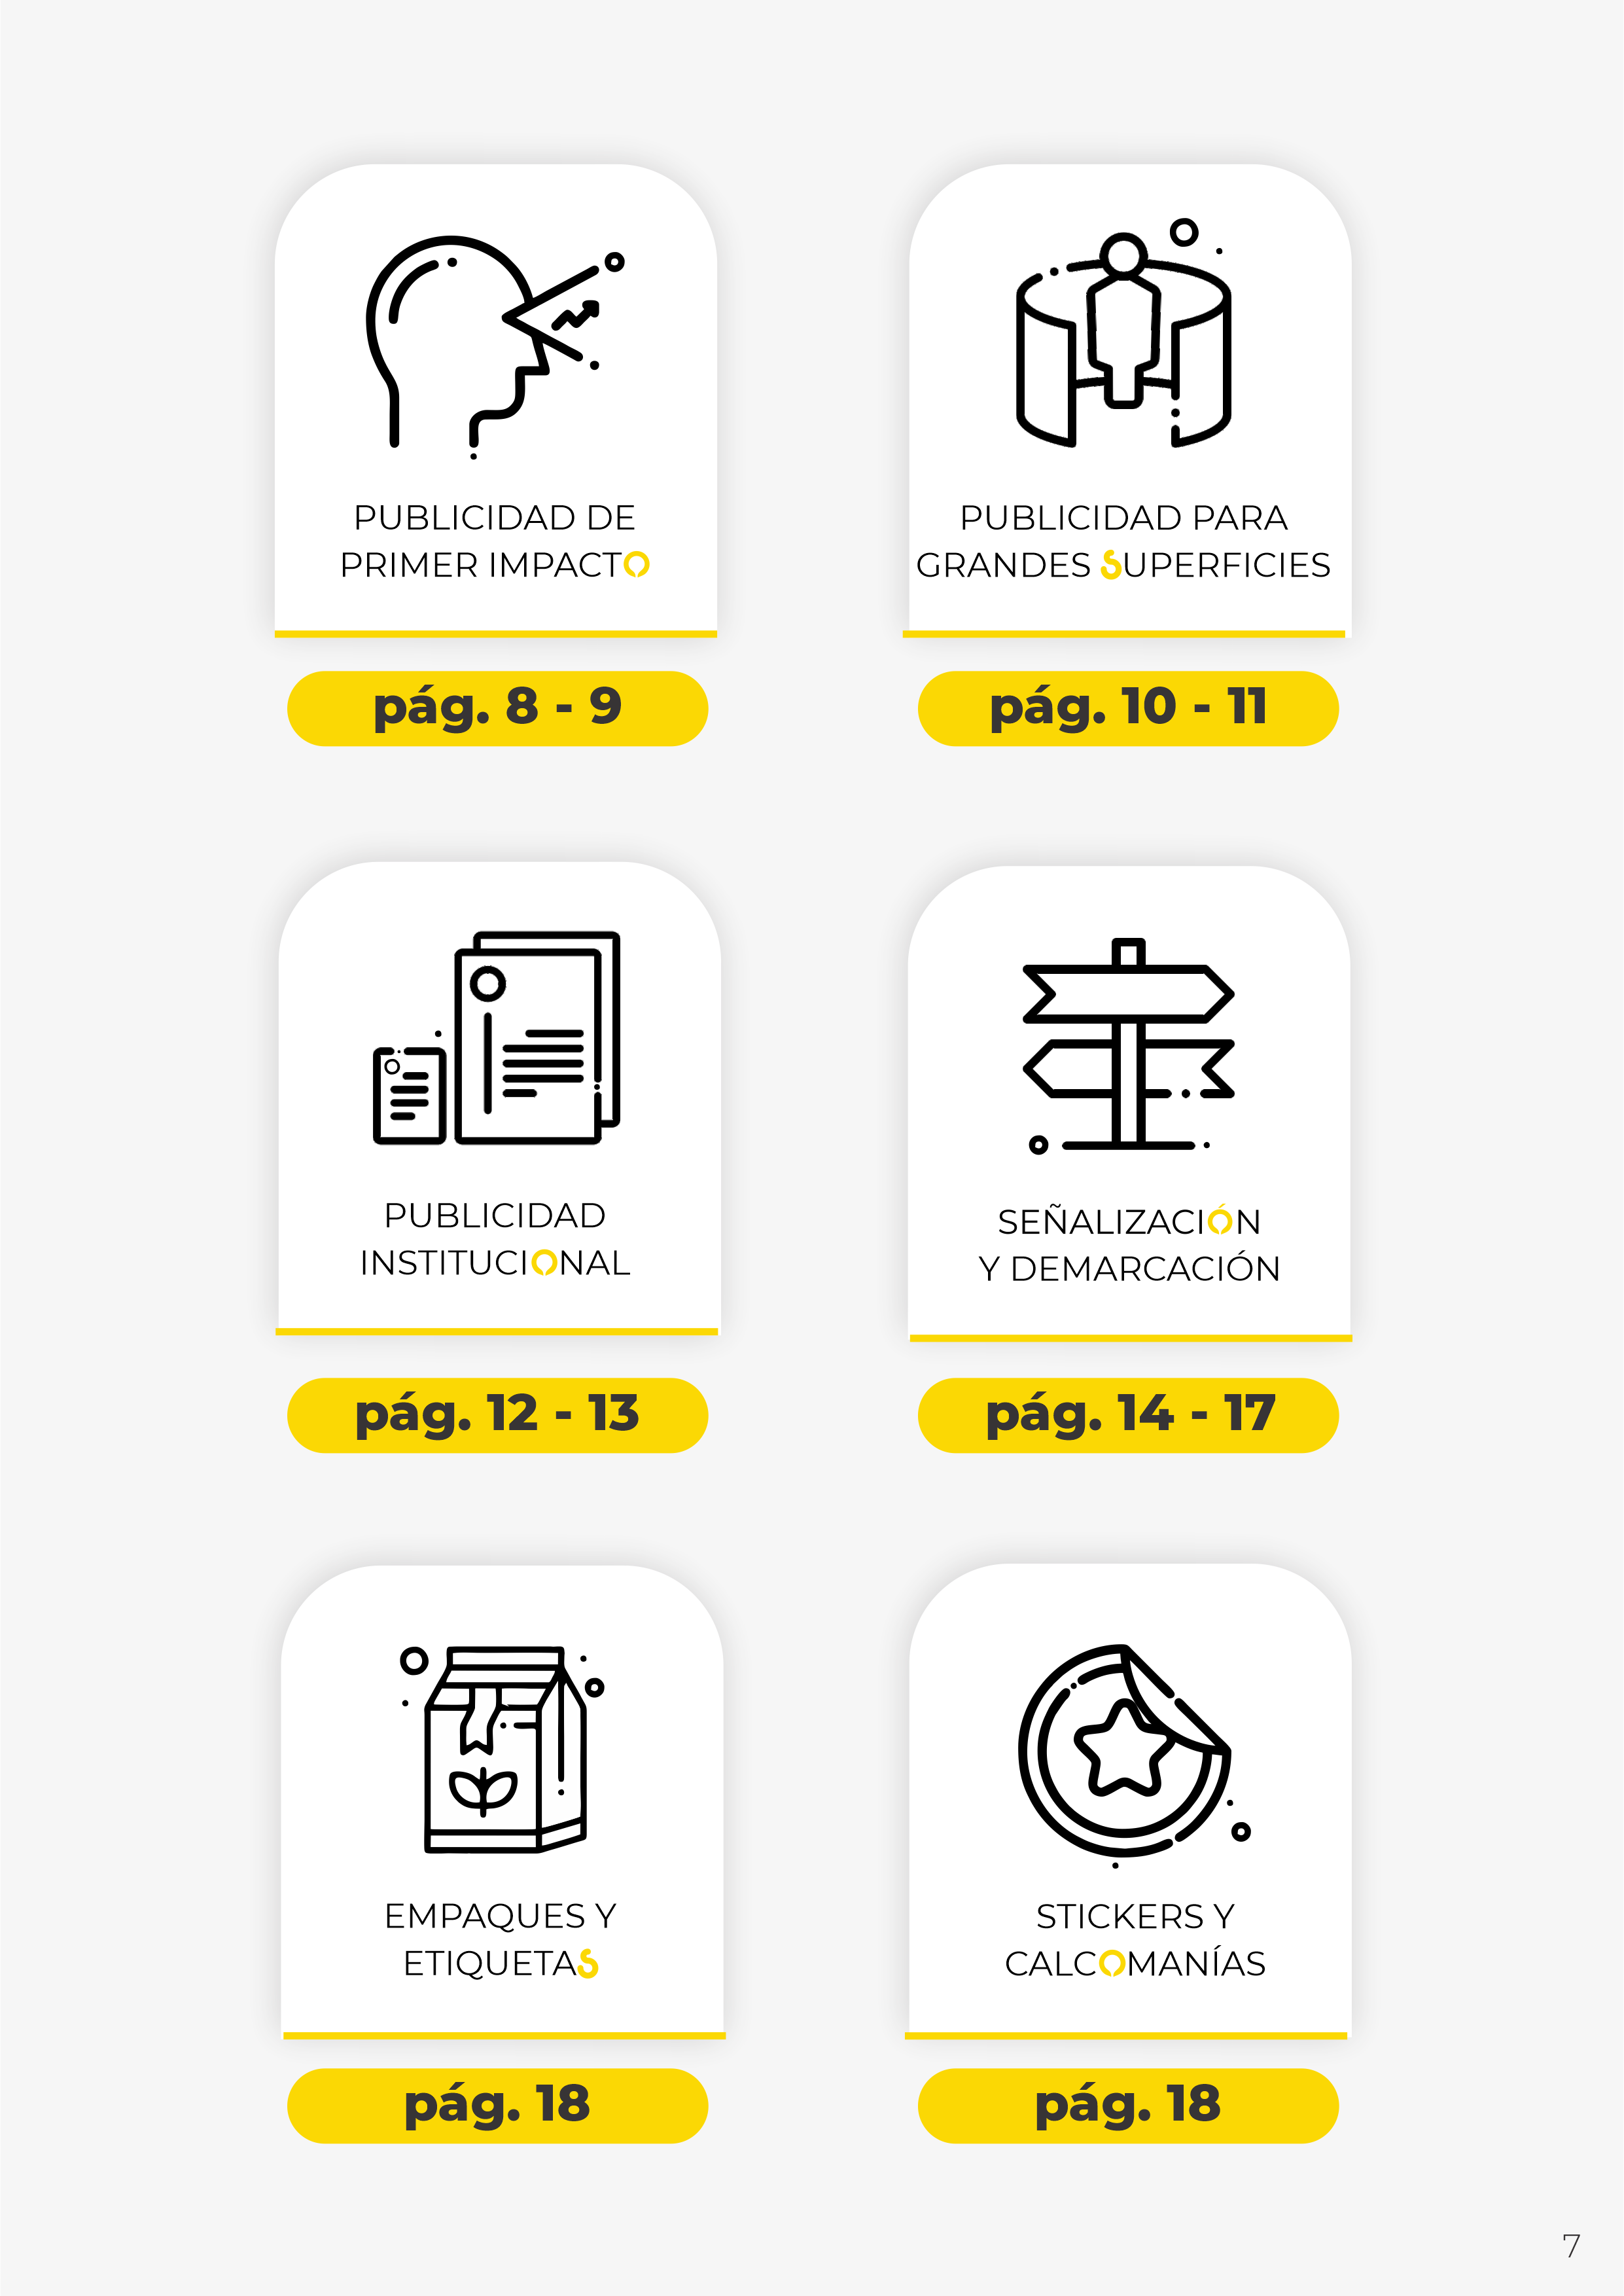 PUBLICIDAD DE
PRIMER IMPACTO
pág. 8 - 9
PUBLICIDAD PARA
GRANDES SUPERFICIES
pág. 10 - 11
PUBLICIDAD
INSTITUCIONAL
pág. 12 - 13
SEÑALIZACIÓN
Y DEMARCACIÓN
pág. 14 - 17
EMPAQUES Y
ETIQUETAS
pág. 18
STICKERS Y
CALCOMANÍAS
pág. 18
7